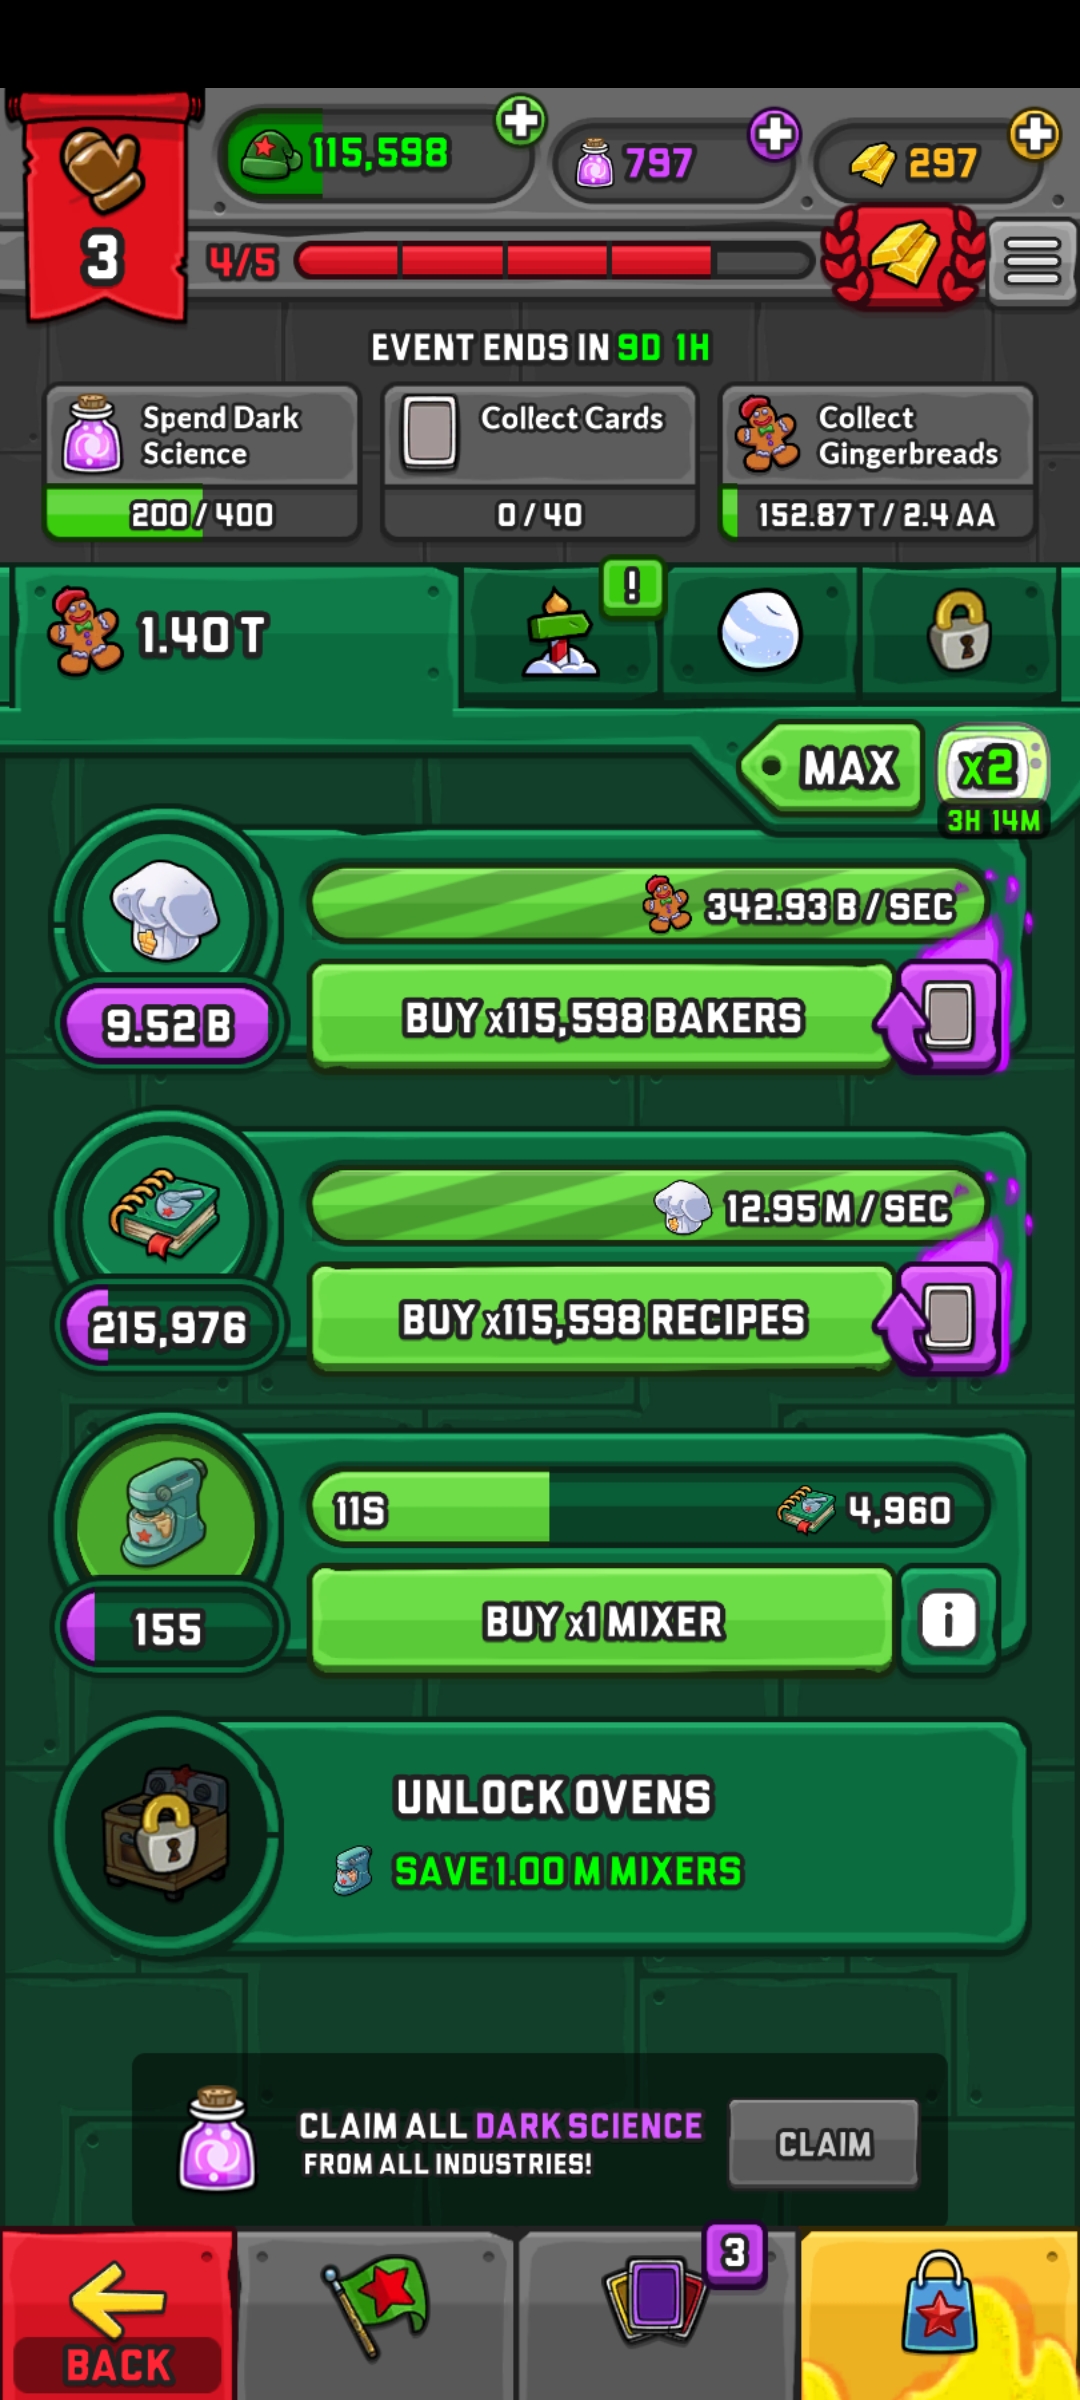 115,598
797
297
3
4/5
EVENT ENDS IN 9D 1H
Spend Dark
Science
200 / 400
Collect Cards
0 / 40
Collect
Gingerbreads
152.87 T / 2.4 AA
1.40 T
!
MAX
x2
3H 14M
342.93 B / SEC
9.52 B
BUY x115,598 BAKERS
12.95 M / SEC
215,976
BUY x115,598 RECIPES
11S
4,960
155
BUY x1 MIXER
i
UNLOCK OVENS
SAVE 1.00 M MIXERS
CLAIM ALL DARK SCIENCE
FROM ALL INDUSTRIES!
CLAIM
3
BACK